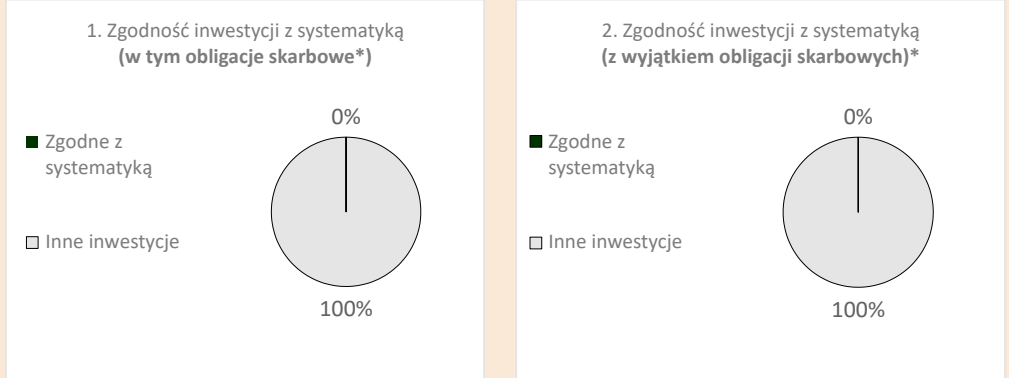 1. Zgodność inwestycji z systematyką
(w tym obligacje skarbowe*)
0%
Zgodne z
systematyką
Inne inwestycje
100%
2. Zgodność inwestycji z systematyką
(z wyjątkiem obligacji skarbowych)*
0%
Zgodne z
systematyką
Inne inwestycje
100%